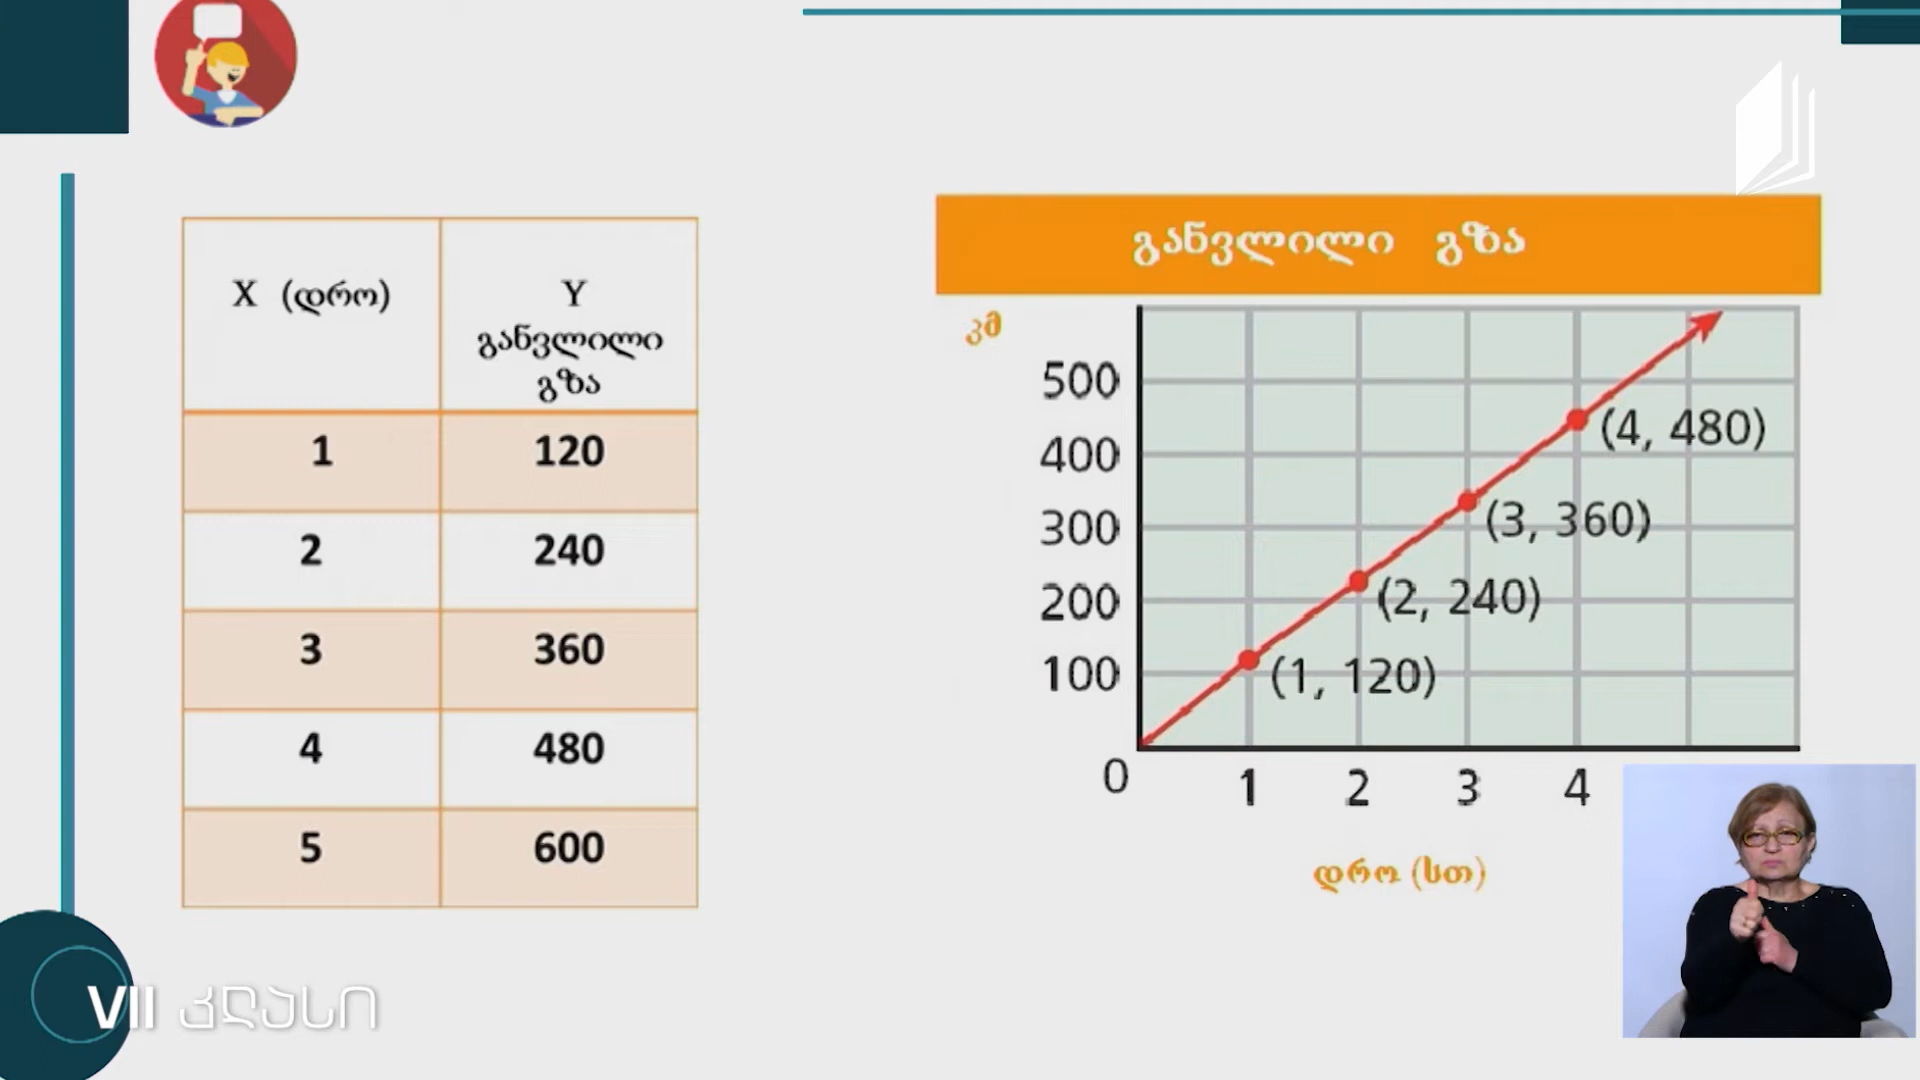 X (დრო)
Y
განვლილი
გზა
1 120
2 240
3 360
4 480
5 600
განვლილი გზა
კმ
500
400
300
200
100
0
1 2 3 4
(4, 480)
(3, 360)
(2, 240)
(1, 120)
დრო (სთ)
VII კლასი